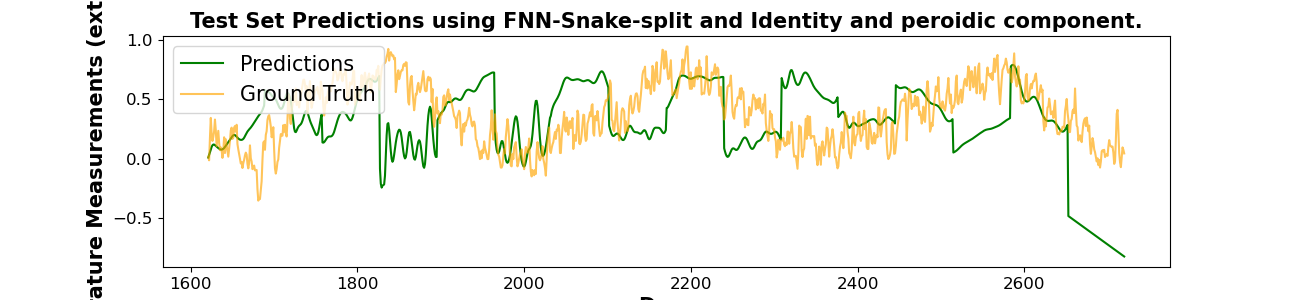 Test Set Predictions using FNN-Snake-split and Identity and peroidic component.
1.0
0.5
0.0
−0.5
Predictions
Ground Truth
1600 1800 2000 2200 2400 2600
Measurements